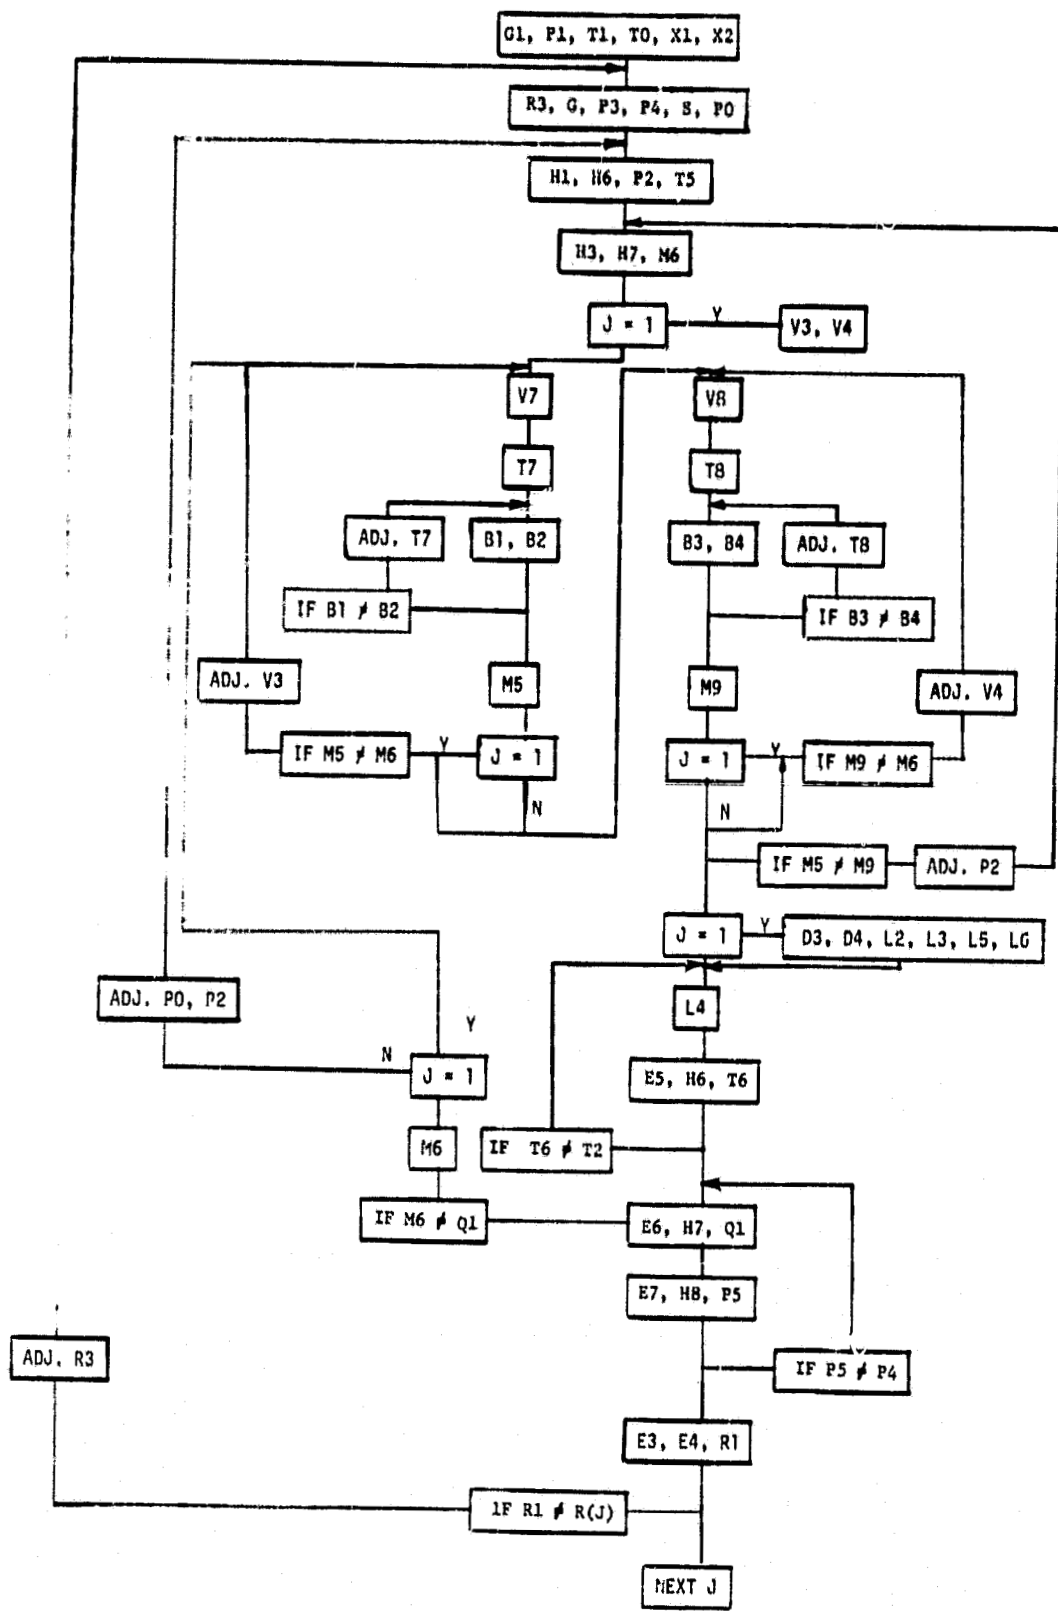 G1, P1, T1, T0, X1, X2
R3, G, P3, P4, S, P0
H1, H6, P2, T5
H3, H7, M6
J = 1
Y
V3, V4
V7
V8
T7
T8
ADJ. T7
B1, B2
B3, B4
ADJ. T8
IF B1 ≠ B2
IF B3 ≠ B4
ADJ. V3
M5
M9
ADJ. V4
IF M5 ≠ M6
Y
J = 1
J = 1
Y
IF M9 ≠ M6
N
N
IF M5 ≠ M9
ADJ. P2
J = 1
Y
D3, D4, L2, L3, L5, L6
ADJ. P0, P2
L4
Y
N
J = 1
E5, H6, T6
M6
IF T6 ≠ T2
IF M6 ≠ Q1
E6, H7, Q1
E7, H8, P5
ADJ. R3
IF P5 ≠ P4
E3, E4, R1
IF R1 ≠ R(J)
NEXT J